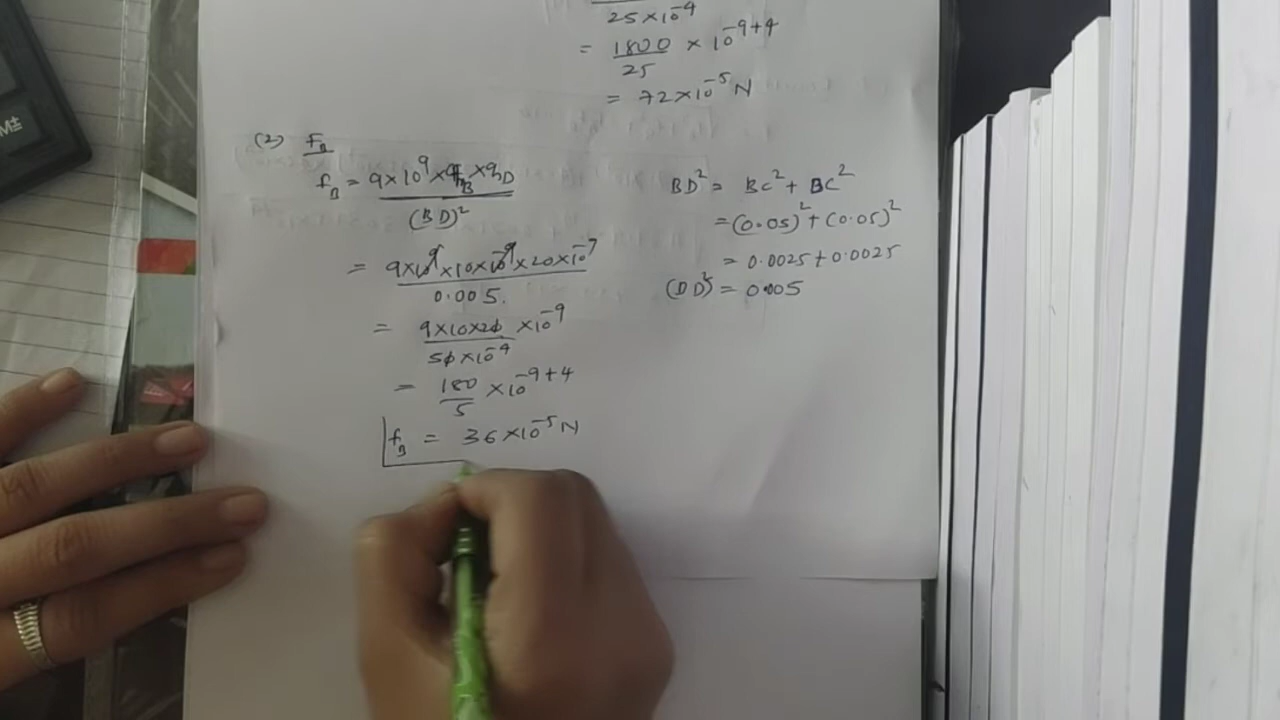 25×10⁻⁴
= 1800/25 × 10⁻⁹⁺⁴
= 72×10⁻⁵ N
(2) F_B
f_B = 9×10⁹ × q_B × q_D / (BD)²
= 9×10⁹×10×10⁻⁹×20×10⁻⁹ / 0.005
= 9×10×20 ×10⁻⁹ / 50×10⁻⁴
= 180/5 ×10⁻⁹⁺⁴
f_B = 36×10⁻⁵ N
BD² = BC² + BC²
= (0.05)² + (0.05)²
= 0.0025 + 0.0025
(BD)² = 0.005
M±